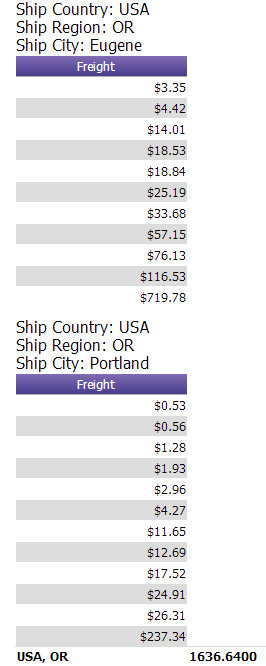 Ship Country: USA
Ship Region: OR
Ship City: Eugene
Freight
$3.35
$4.42
$14.01
$18.53
$18.84
$25.19
$33.68
$57.15
$76.13
$116.53
$719.78
Ship Country: USA
Ship Region: OR
Ship City: Portland
Freight
$0.53
$0.56
$1.28
$1.93
$2.96
$4.27
$11.65
$12.69
$17.52
$24.91
$26.31
$237.34
USA, OR 1636.6400